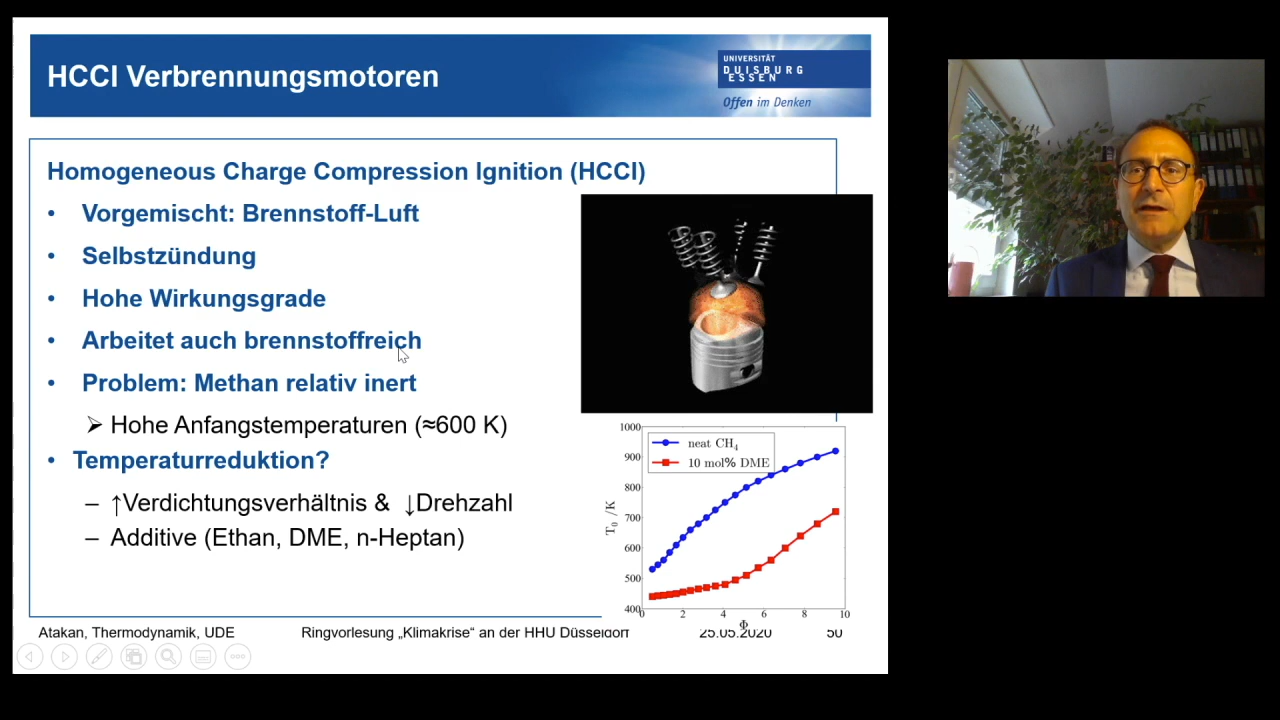 HCCI Verbrennungsmotoren
UNIVERSITÄT
DUISBURG
ESSEN
Offen im Denken
Homogeneous Charge Compression Ignition (HCCI)
• Vorgemischt: Brennstoff-Luft
• Selbstzündung
• Hohe Wirkungsgrade
• Arbeitet auch brennstoffreich
• Problem: Methan relativ inert
➢ Hohe Anfangstemperaturen (≈600 K)
• Temperaturreduktion?
– ↑Verdichtungsverhältnis & ↓Drehzahl
– Additive (Ethan, DME, n-Heptan)
1000
900
800
700
600
500
400
T₀ /K
neat CH₄
10 mol% DME
0 2 4 6 8 10
Φ
Atakan, Thermodynamik, UDE Ringvorlesung „Klimakrise“ an der HHU Düsseldorf 25.05.2020 50